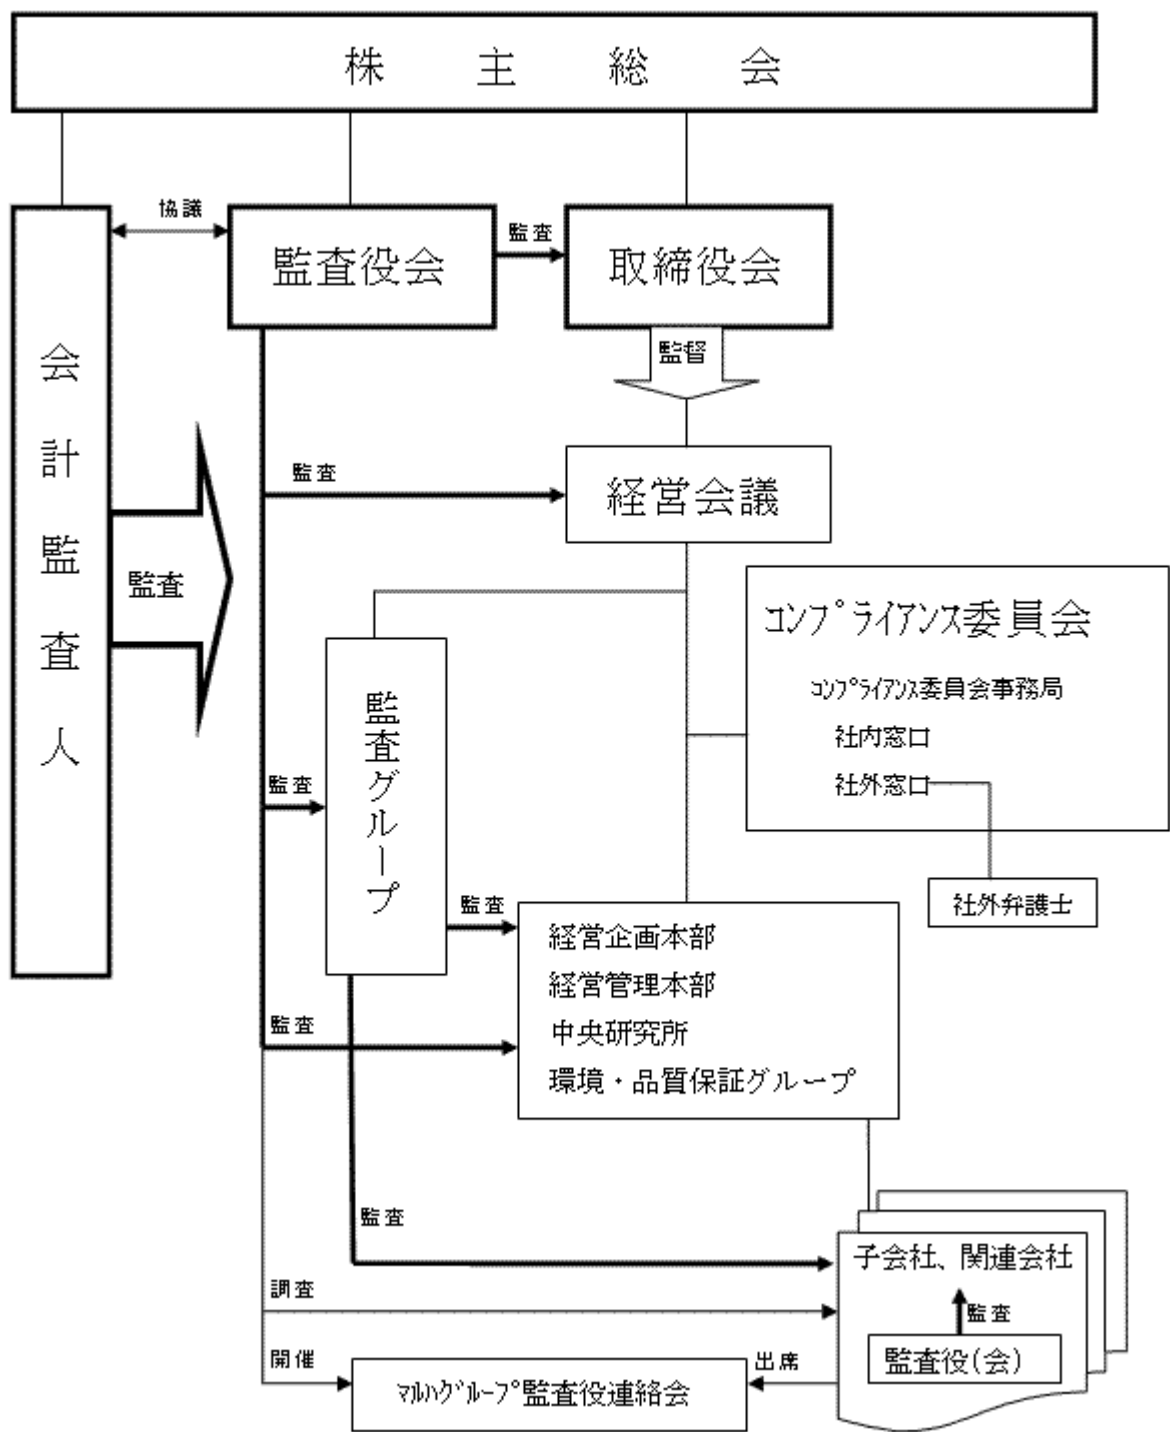 株主総会
協議
監査役会
監査
取締役会
監督
会計監査人
監査
監査
経営会議
コンプライアンス委員会
コンプライアンス委員会事務局
社内窓口
社外窓口
社外弁護士
監査
監査グループ
監査
経営企画本部
経営管理本部
中央研究所
環境・品質保証グループ
監査
監査
子会社、関連会社
監査
監査役(会)
調査
開催
マルハグループ監査役連絡会
出席